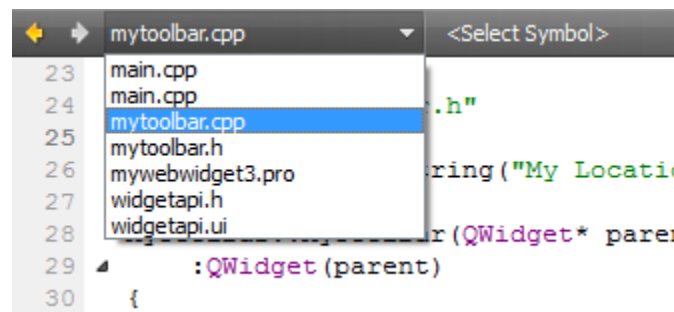 mytoolbar.cpp <Select Symbol>
23 main.cpp
24 main.cpp .h"
25 mytoolbar.cpp
mytoolbar.h
26 mywebwidget3.pro ring("My Locati
27 widgetapi.h
28 widgetapi.ui (QWidget* paren
29 :QWidget(parent)
30 {